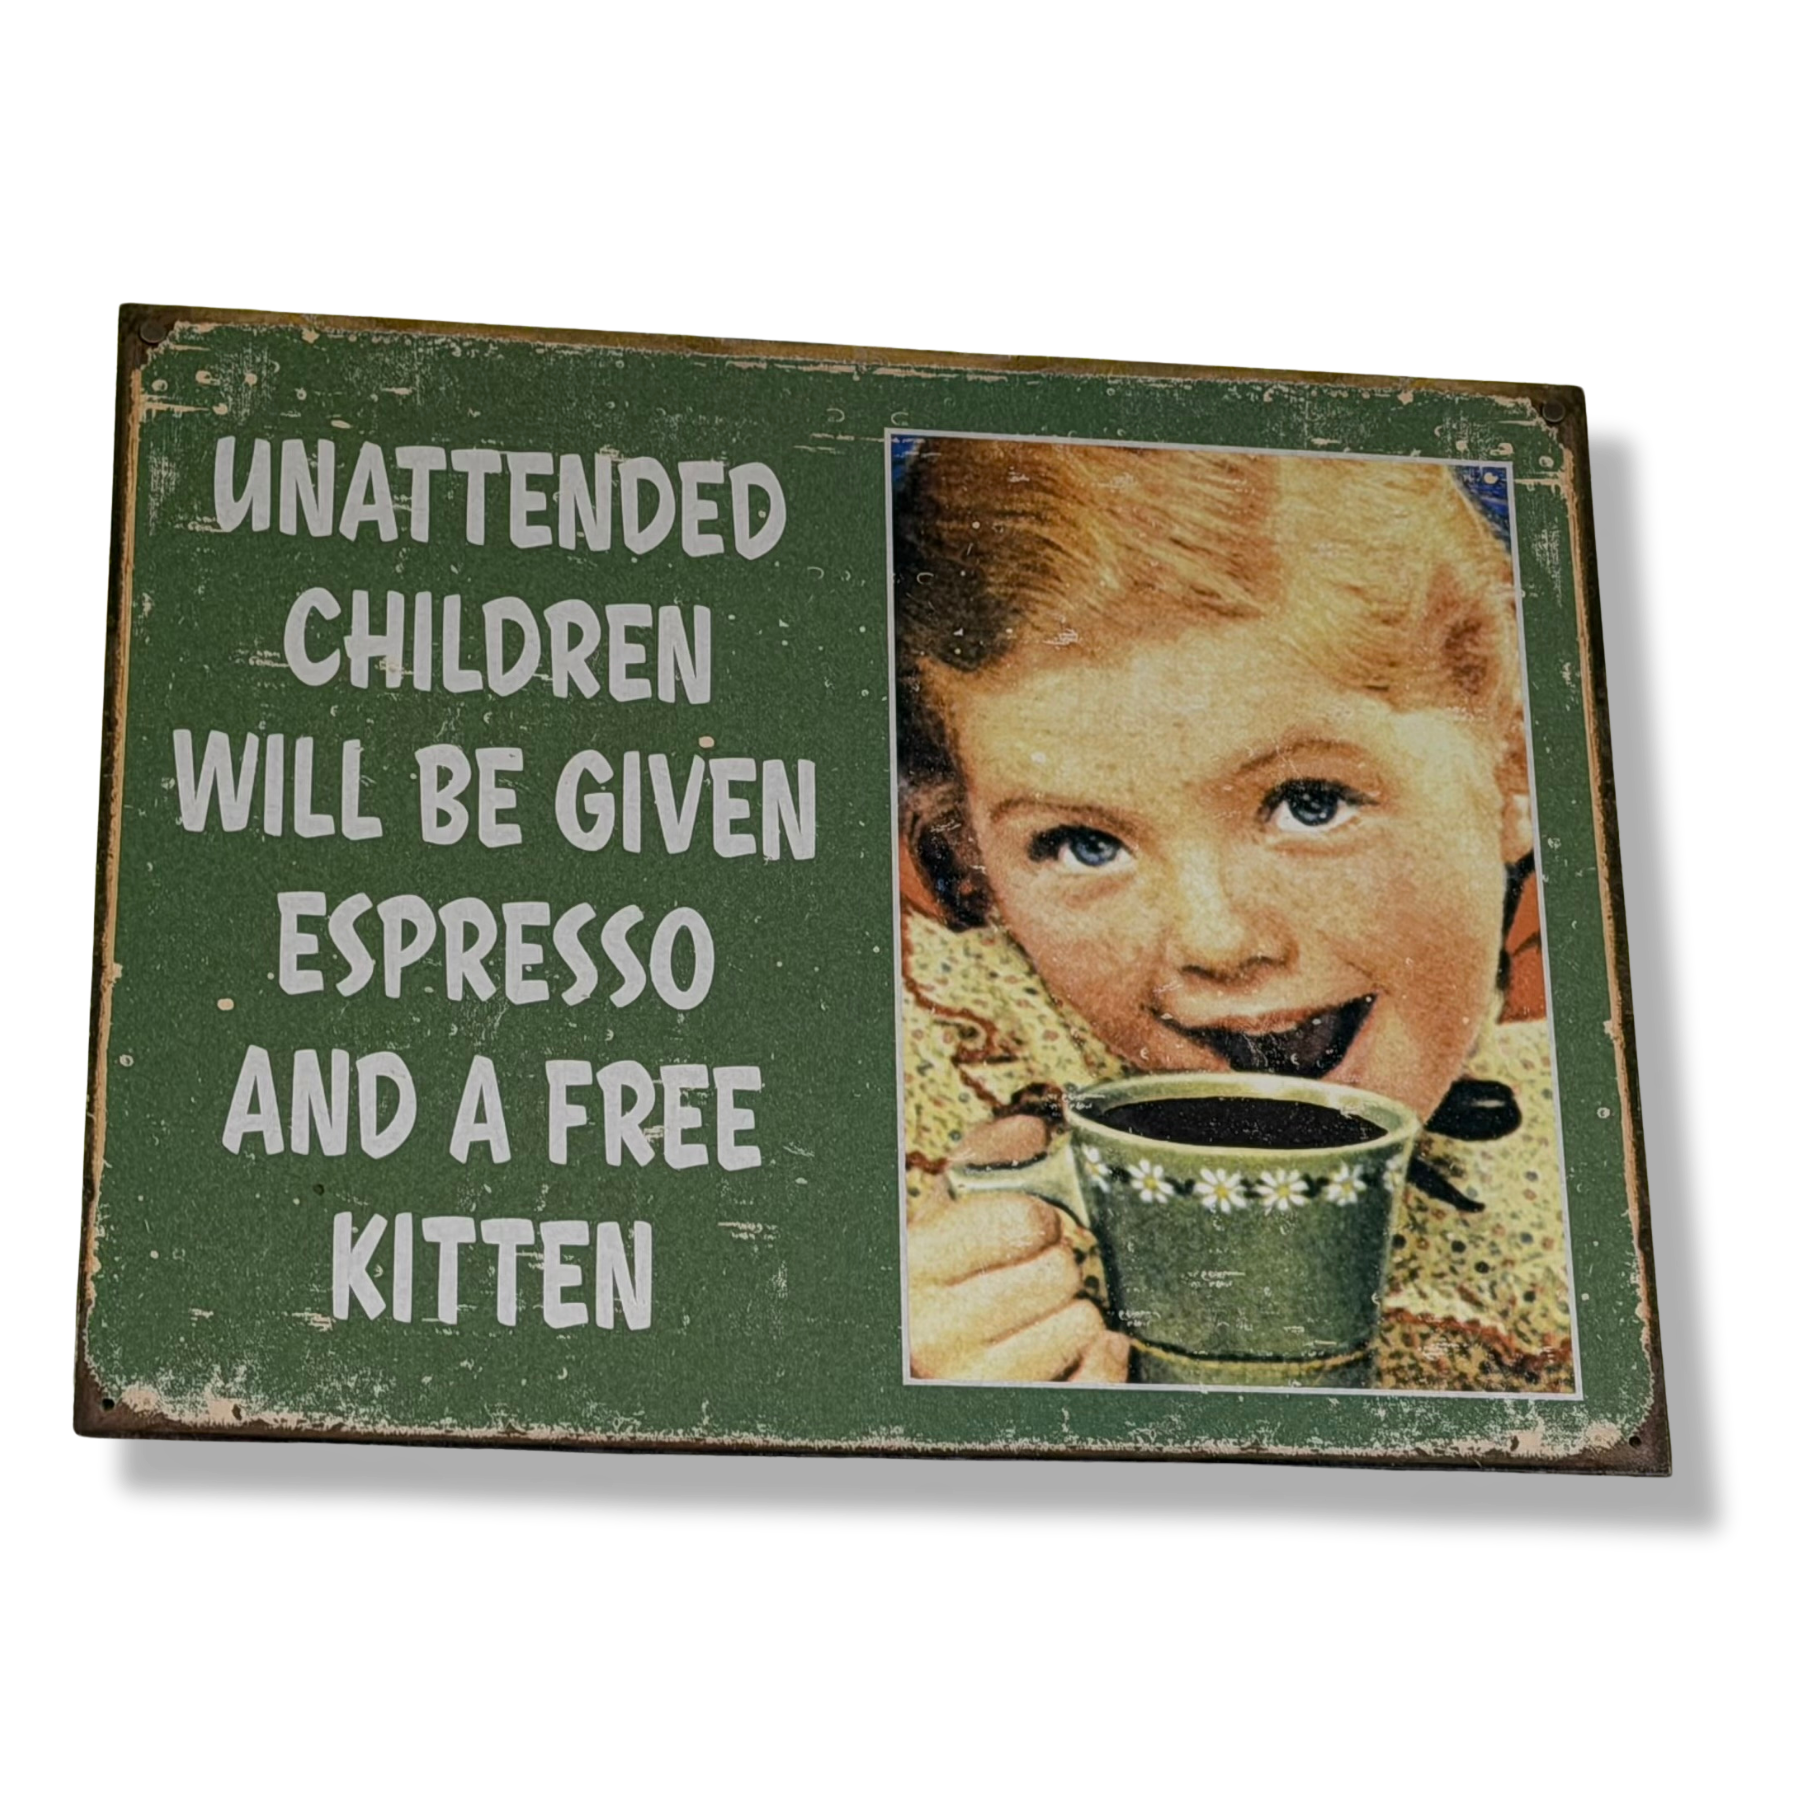 UNATTENDED
CHILDREN
WILL BE GIVEN
ESPRESSO
AND A FREE
KITTEN